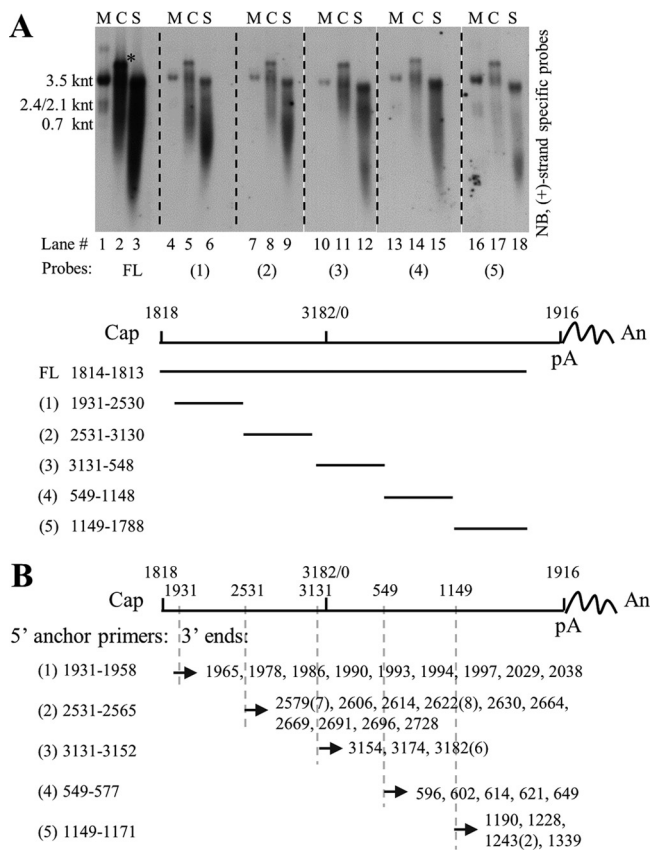 A
M C S M C S M C S M C S M C S M C S
*
3.5 knt
2.4/2.1 knt
0.7 knt
NB, (+)-strand specific probes
Lane # 1 2 3 4 5 6 7 8 9 10 11 12 13 14 15 16 17 18
Probes: FL (1) (2) (3) (4) (5)
1818 3182/0 1916
Cap An
pA
FL 1814-1813
(1) 1931-2530
(2) 2531-3130
(3) 3131-548
(4) 549-1148
(5) 1149-1788
B
1818 3182/0 1916
1931 2531 3131 549 1149
Cap An
pA
5’ anchor primers: 3’ ends:
(1) 1931-1958 1965, 1978, 1986, 1990, 1993, 1994, 1997, 2029, 2038
(2) 2531-2565 2579(7), 2606, 2614, 2622(8), 2630, 2664,
2669, 2691, 2696, 2728
(3) 3131-3152 3154, 3174, 3182(6)
(4) 549-577 596, 602, 614, 621, 649
(5) 1149-1171 1190, 1228,
1243(2), 1339